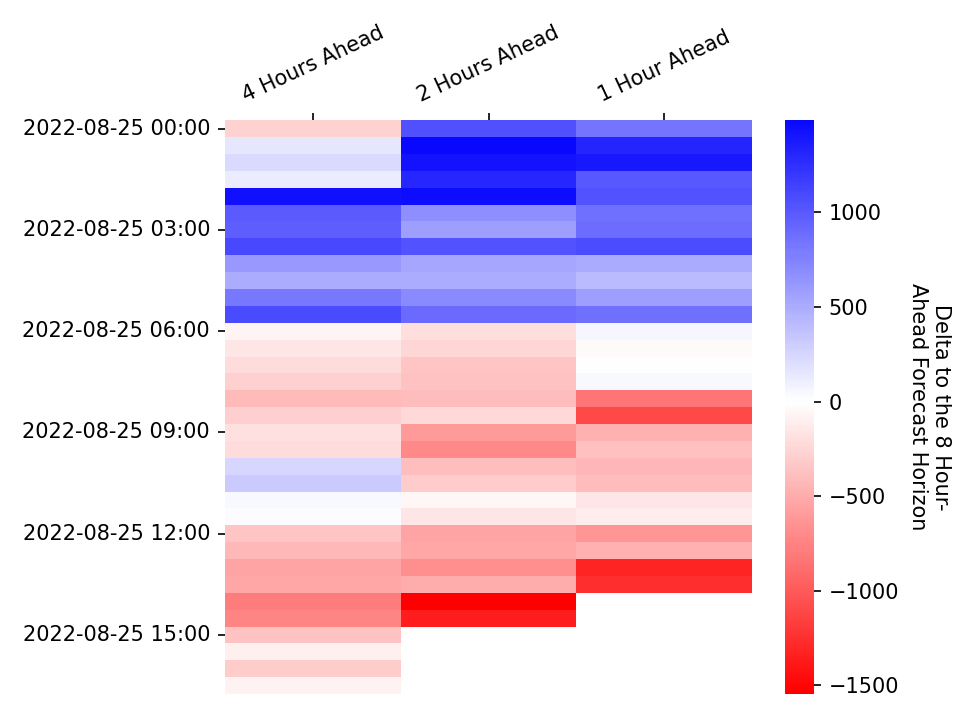 4 Hours Ahead
2 Hours Ahead
1 Hour Ahead
2022-08-25 00:00
2022-08-25 03:00
2022-08-25 06:00
2022-08-25 09:00
2022-08-25 12:00
2022-08-25 15:00
1000
500
0
−500
−1000
−1500
Delta to the 8 Hour-
Ahead Forecast Horizon